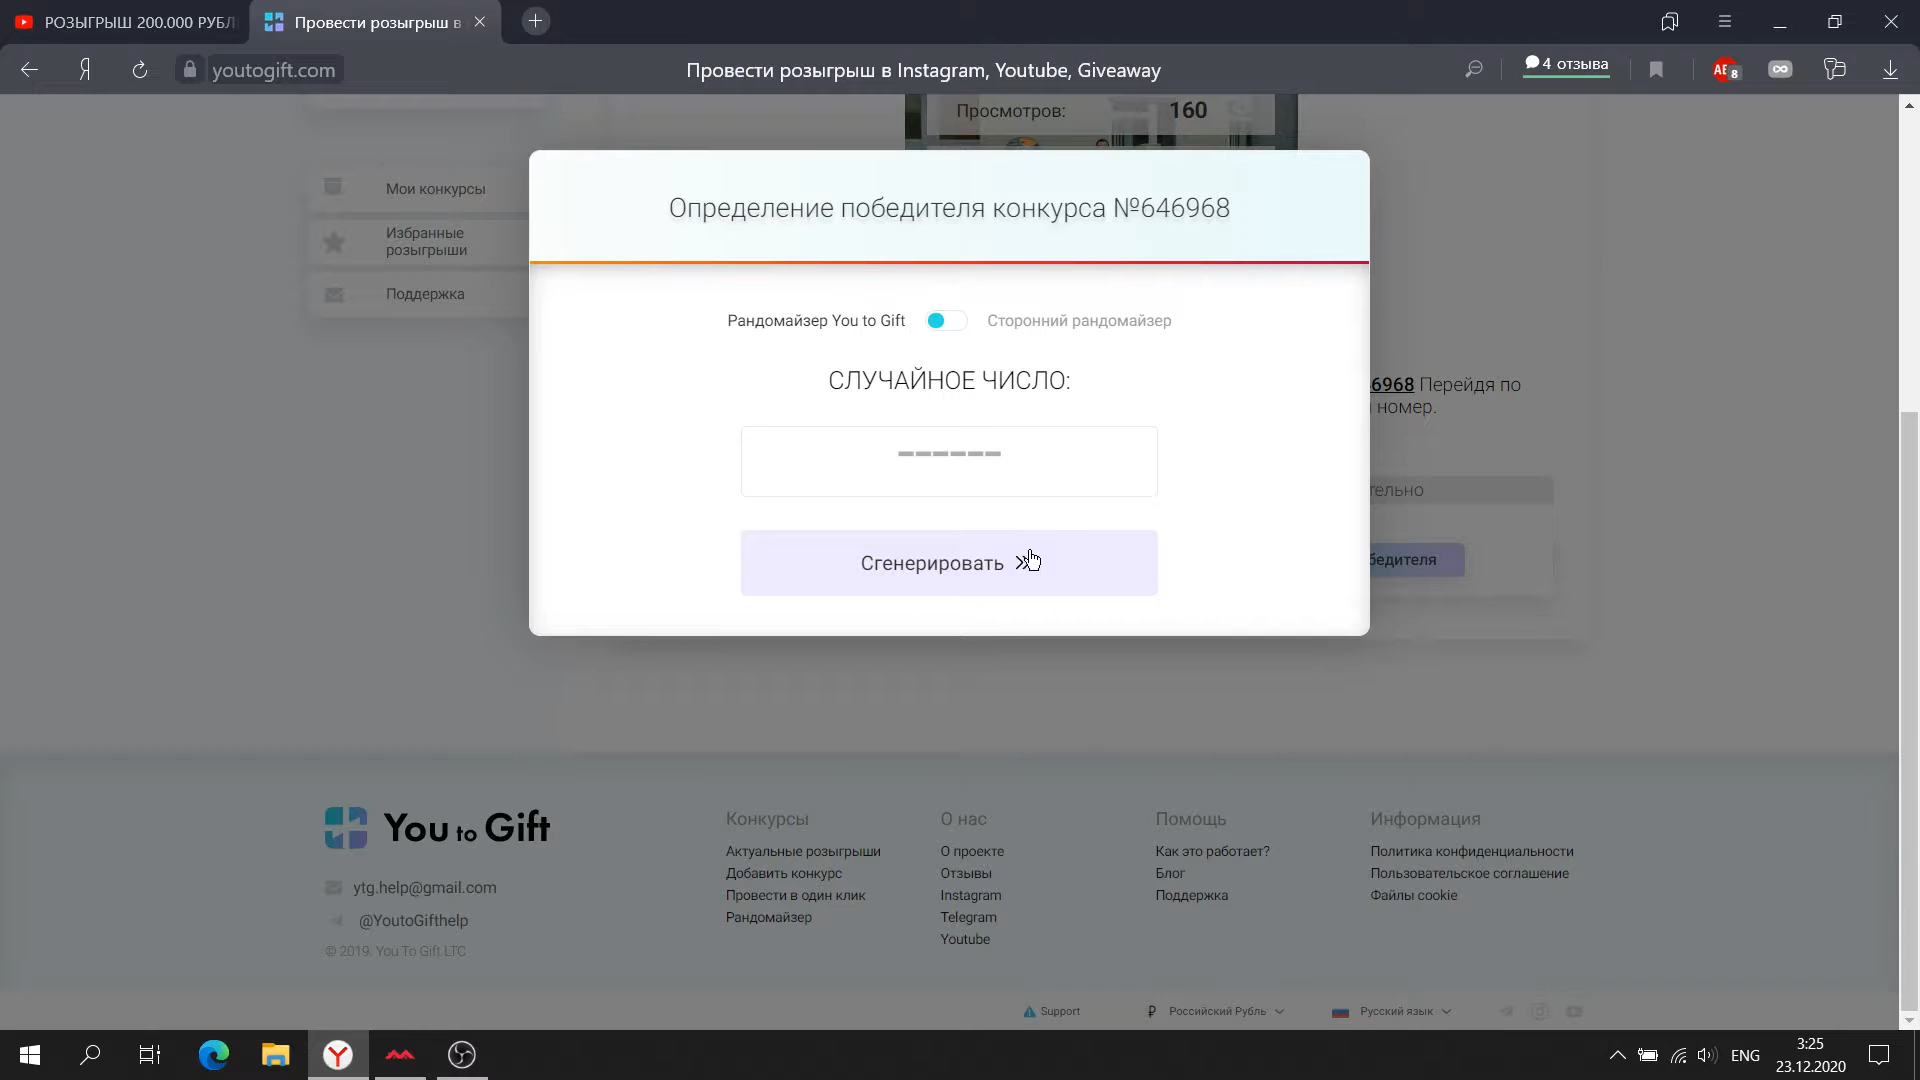 РОЗЫГРЫШ 200.000 РУБЛ
Провести розыгрыш в
youtogift.com
Провести розыгрыш в Instagram, Youtube, Giveaway
4 отзыва
8
Просмотров: 160
Мои конкурсы
Избранные
розыгрыши
Поддержка
Определение победителя конкурса №646968
Рандомайзер You to Gift
Сторонний рандомайзер
СЛУЧАЙНОЕ ЧИСЛО:
Сгенерировать »
6968 Перейдя по
номер.
тельно
бедителя
You to Gift
ytg.help@gmail.com
@YoutoGifthelp
© 2019. You To Gift LTC
Конкурсы
Актуальные розыгрыши
Добавить конкурс
Провести в один клик
Рандомайзер
О нас
О проекте
Отзывы
Instagram
Telegram
Youtube
Помощь
Как это работает?
Блог
Поддержка
Информация
Политика конфиденциальности
Пользовательское соглашение
Файлы cookie
Support
₽ Российский Рубль
Русский язык
ENG
3:25
23.12.2020